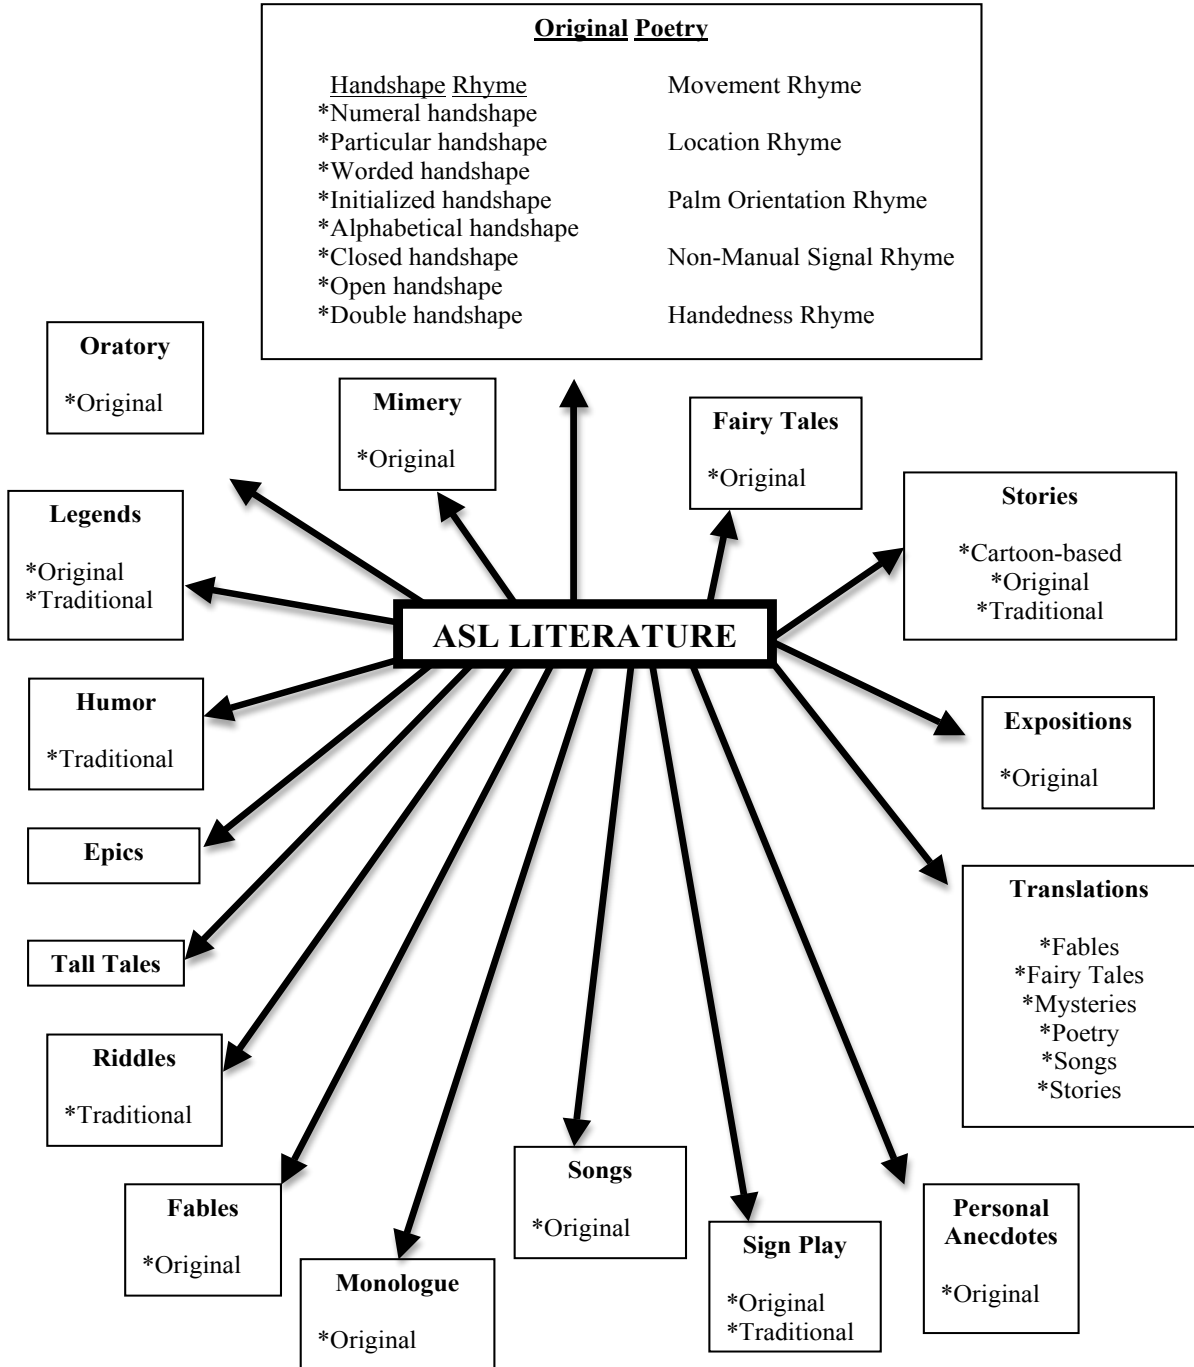 Original Poetry
Handshape Rhyme
*Numeral handshape
*Particular handshape
*Worded handshape
*Initialized handshape
*Alphabetical handshape
*Closed handshape
*Open handshape
*Double handshape
Movement Rhyme
Location Rhyme
Palm Orientation Rhyme
Non-Manual Signal Rhyme
Handedness Rhyme
Oratory
*Original
Mimery
*Original
Fairy Tales
*Original
Stories
*Cartoon-based
*Original
*Traditional
Legends
*Original
*Traditional
ASL LITERATURE
Humor
*Traditional
Expositions
*Original
Epics
Translations
*Fables
*Fairy Tales
*Mysteries
*Poetry
*Songs
*Stories
Tall Tales
Riddles
*Traditional
Songs
*Original
Fables
*Original
Personal
Anecdotes
*Original
Sign Play
*Original
*Traditional
Monologue
*Original